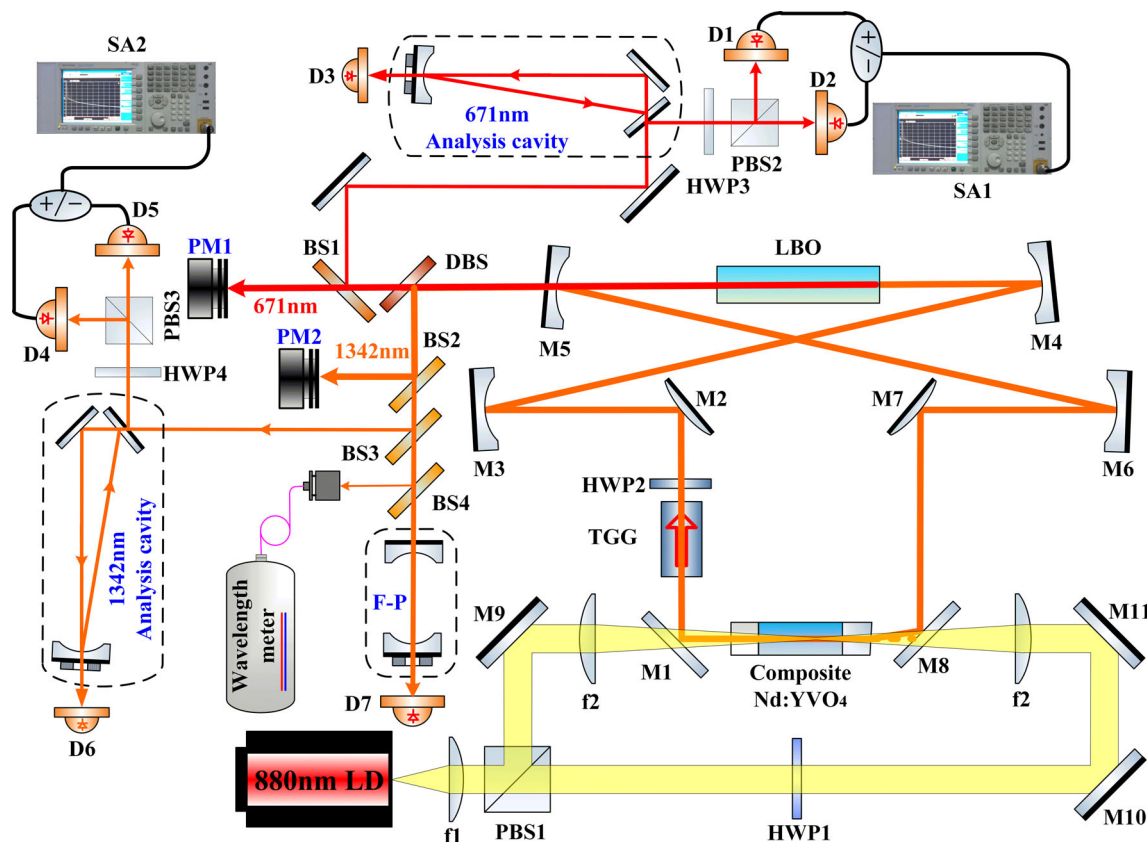 SA2
D1
D3
D2
671nm
Analysis cavity
PBS2
HWP3
SA1
D5
BS1
DBS
LBO
PM1
671nm
PBS3
D4
M5
M4
PM2
1342nm
BS2
HWP4
M2
M7
BS3
M3
M6
HWP2
BS4
TGG
1342nm
Analysis cavity
F-P
M9
M11
Wavelength
meter
M1
M8
Composite
Nd:YVO₄
f2
f2
D7
D6
880nm LD
f1
PBS1
HWP1
M10
+/−
+/−